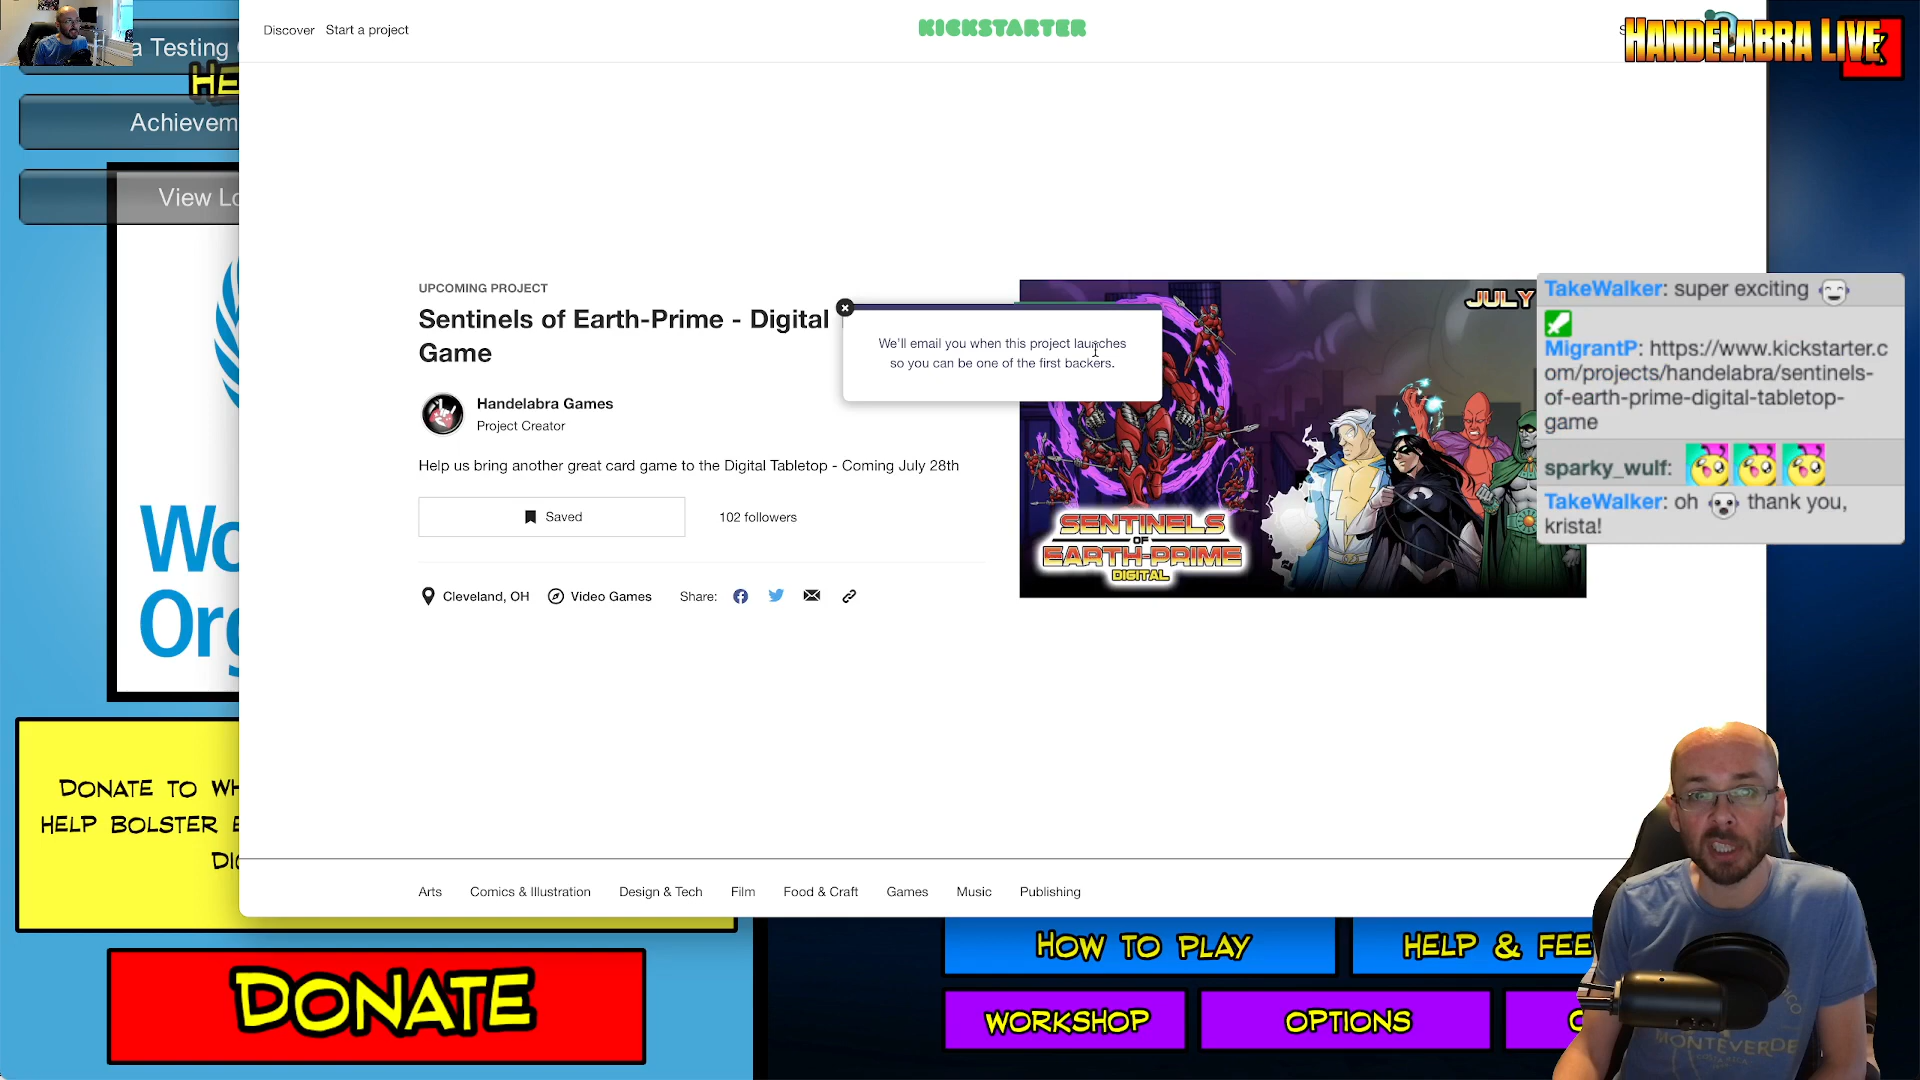 Discover Start a project
KICKSTARTER
HANDELABRA LIVE
a Testing
HE
Achievem
View Lo
UPCOMING PROJECT
Sentinels of Earth-Prime - Digital
Game
We'll email you when this project launches
so you can be one of the first backers.
Handelabra Games
Project Creator
Help us bring another great card game to the Digital Tabletop - Coming July 28th
Saved
102 followers
Cleveland, OH Video Games Share:
JULY
SENTINELS
OF
EARTH-PRIME
DIGITAL
TakeWalker: super exciting
MigrantP: https://www.kickstarter.c
om/projects/handelabra/sentinels-
of-earth-prime-digital-tabletop-
game
sparky_wulf:
TakeWalker: oh thank you,
krista!
Wo
Org
DONATE TO WH
HELP BOLSTER E
DIC
DONATE
Arts Comics & Illustration Design & Tech Film Food & Craft Games Music Publishing
HOW TO PLAY
HELP & FEE
WORKSHOP
OPTIONS
MONTEVERDE